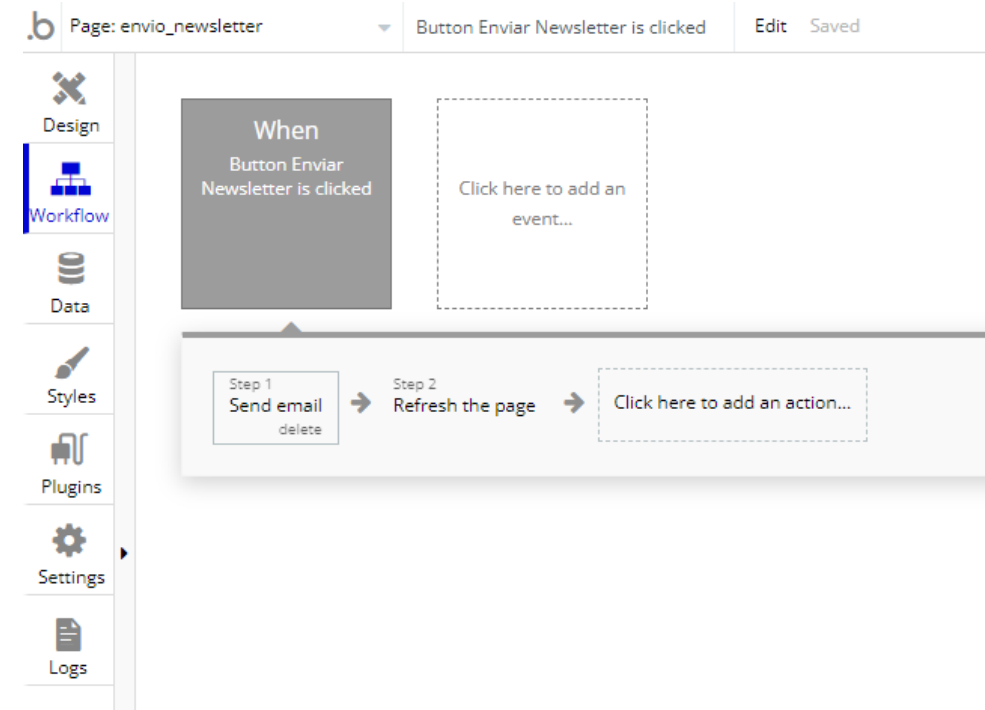 .b Page: envio_newsletter Button Enviar Newsletter is clicked Edit Saved
Design
Workflow
Data
Styles
Plugins
Settings
Logs
When
Button Enviar
Newsletter is clicked
Click here to add an
event...
Step 1
Send email
delete
Step 2
Refresh the page
Click here to add an action...